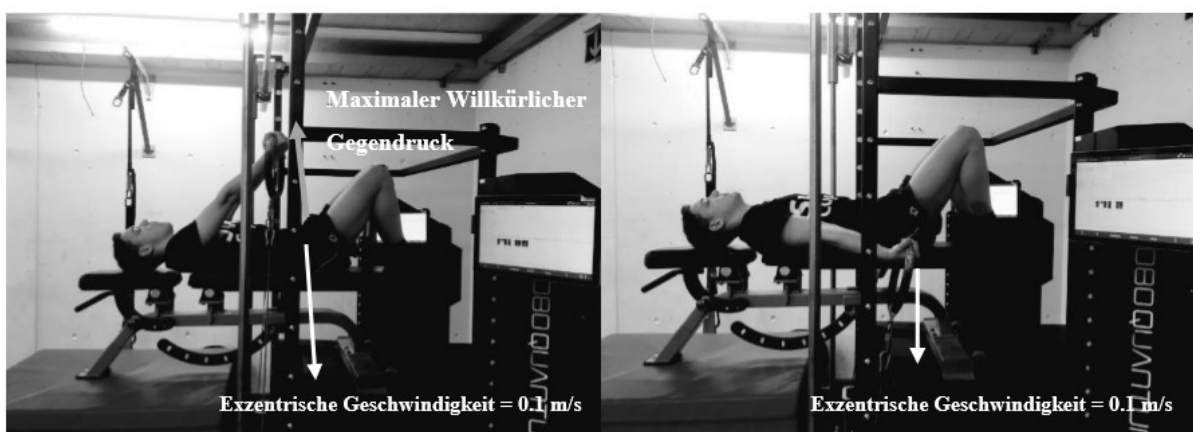 Maximaler Willkürlicher
Gegendruck
Exzentrische Geschwindigkeit = 0.1 m/s
Exzentrische Geschwindigkeit = 0.1 m/s